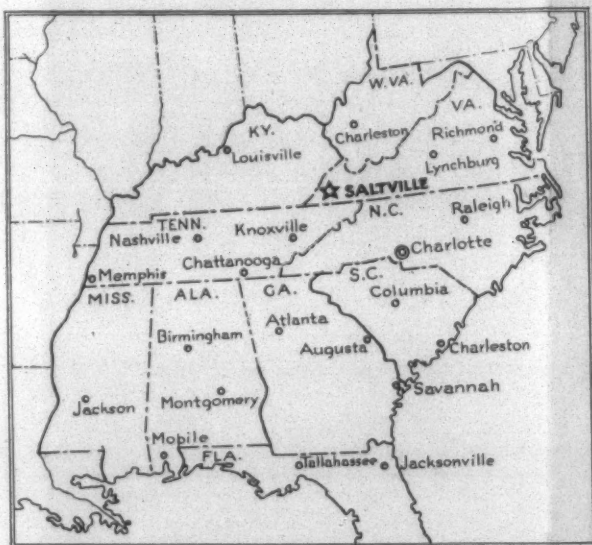 W.VA.
VA.
KY.
Charleston
Richmond
Louisville
Lynchburg
SALTVILLE
N.C.
Raleigh
TENN.
Nashville
Knoxville
Charlotte
Chattanooga
S.C.
Memphis
MISS.
ALA.
GA.
Columbia
Atlanta
Birmingham
Augusta
Charleston
Savannah
Jackson
Montgomery
Mobile
FLA.
Tallahassee
Jacksonville